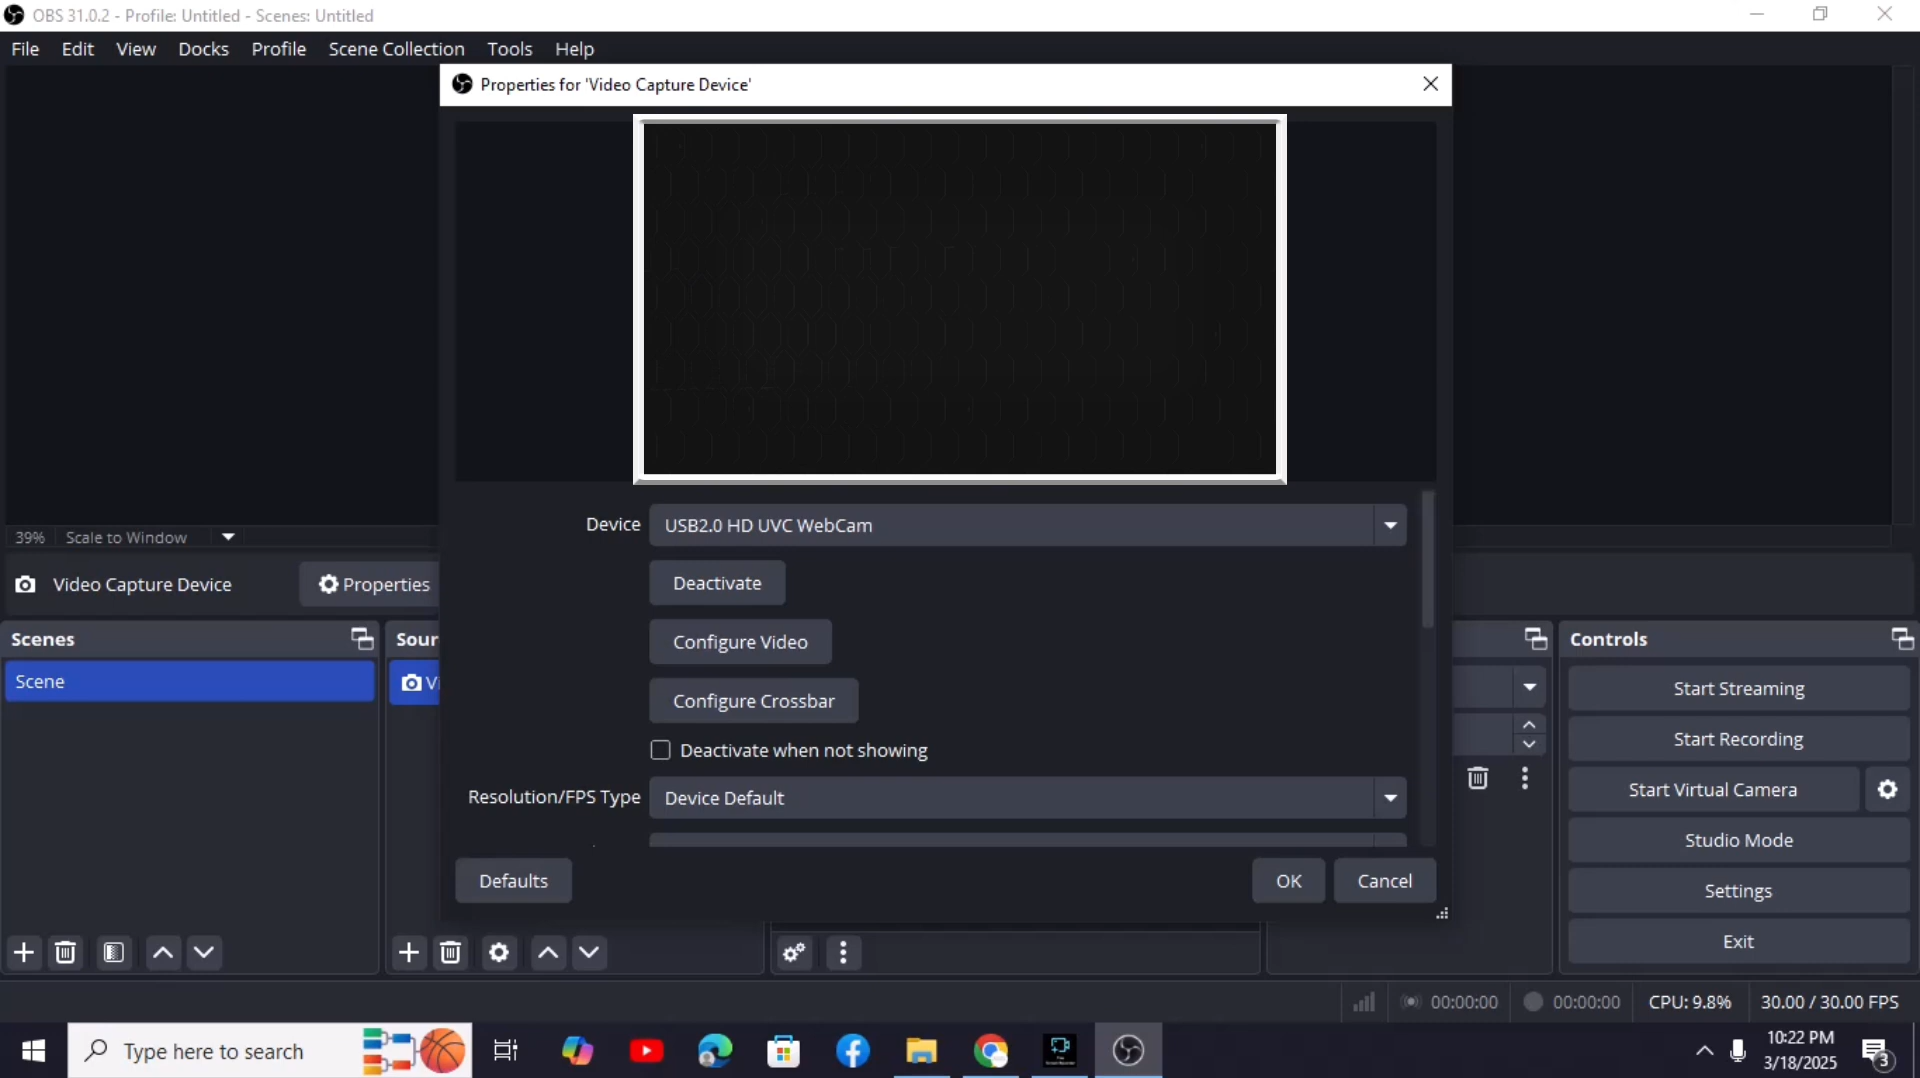 OBS 31.0.2 - Profile: Untitled - Scenes: Untitled
File Edit View Docks Profile Scene Collection Tools Help
Properties for 'Video Capture Device'
Device USB2.0 HD UVC WebCam
39% Scale to Window
Deactivate
Video Capture Device Properties
Configure Video
Scenes Sour Controls
Scene Vi
Start Streaming
Configure Crossbar
Start Recording
Deactivate when not showing
Resolution/FPS Type Device Default
Start Virtual Camera
Studio Mode
Defaults OK Cancel
Settings
Exit
00:00:00 00:00:00 CPU: 9.8% 30.00 / 30.00 FPS
Type here to search
10:22 PM
3/18/2025
3